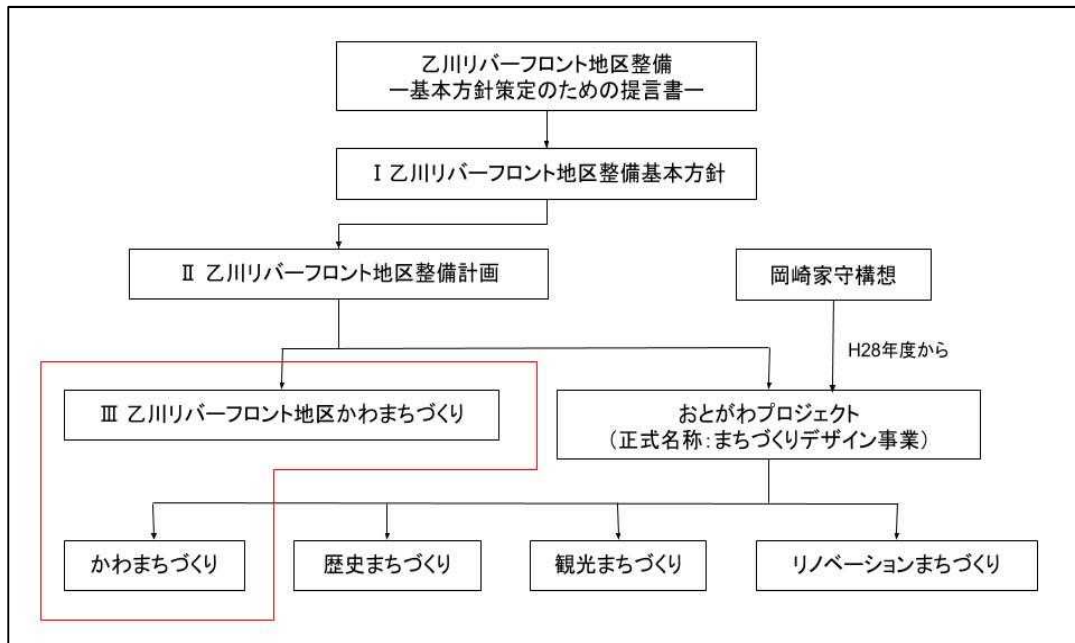 乙川リバーフロント地区整備
ー基本方針策定のための提言書ー
Ⅰ 乙川リバーフロント地区整備基本方針
Ⅱ 乙川リバーフロント地区整備計画
岡崎家守構想
H28年度から
Ⅲ 乙川リバーフロント地区かわまちづくり
おとがわプロジェクト
（正式名称：まちづくりデザイン事業）
かわまちづくり
歴史まちづくり
観光まちづくり
リノベーションまちづくり